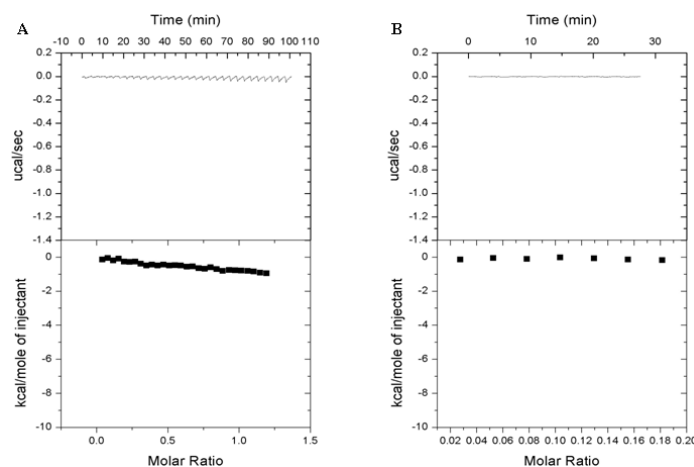 A
Time (min)
-10 0 10 20 30 40 50 60 70 80 90 100 110
0.2
0.0
-0.2
-0.4
-0.6
-0.8
-1.0
-1.2
-1.4
ucal/sec
0
-2
-4
-6
-8
-10
kcal/mole of injectant
0.0 0.5 1.0 1.5
Molar Ratio
B
Time (min)
0 10 20 30
0.2
0.0
-0.2
-0.4
-0.6
-0.8
-1.0
-1.2
-1.4
ucal/sec
0
-2
-4
-6
-8
-10
kcal/mole of injectant
0.02 0.04 0.06 0.08 0.10 0.12 0.14 0.16 0.18 0.20
Molar Ratio